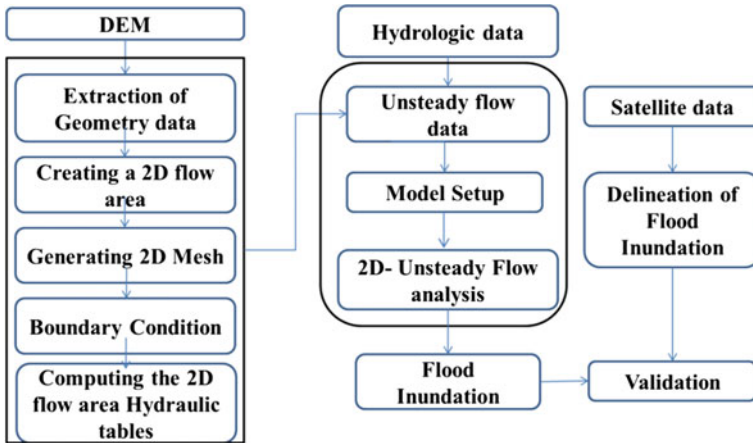 DEM
Extraction of
Geometry data
Creating a 2D flow
area
Generating 2D Mesh
Boundary Condition
Computing the 2D
flow area Hydraulic
tables
Hydrologic data
Unsteady flow
data
Model Setup
2D- Unsteady Flow
analysis
Flood
Inundation
Satellite data
Delineation of
Flood
Inundation
Validation